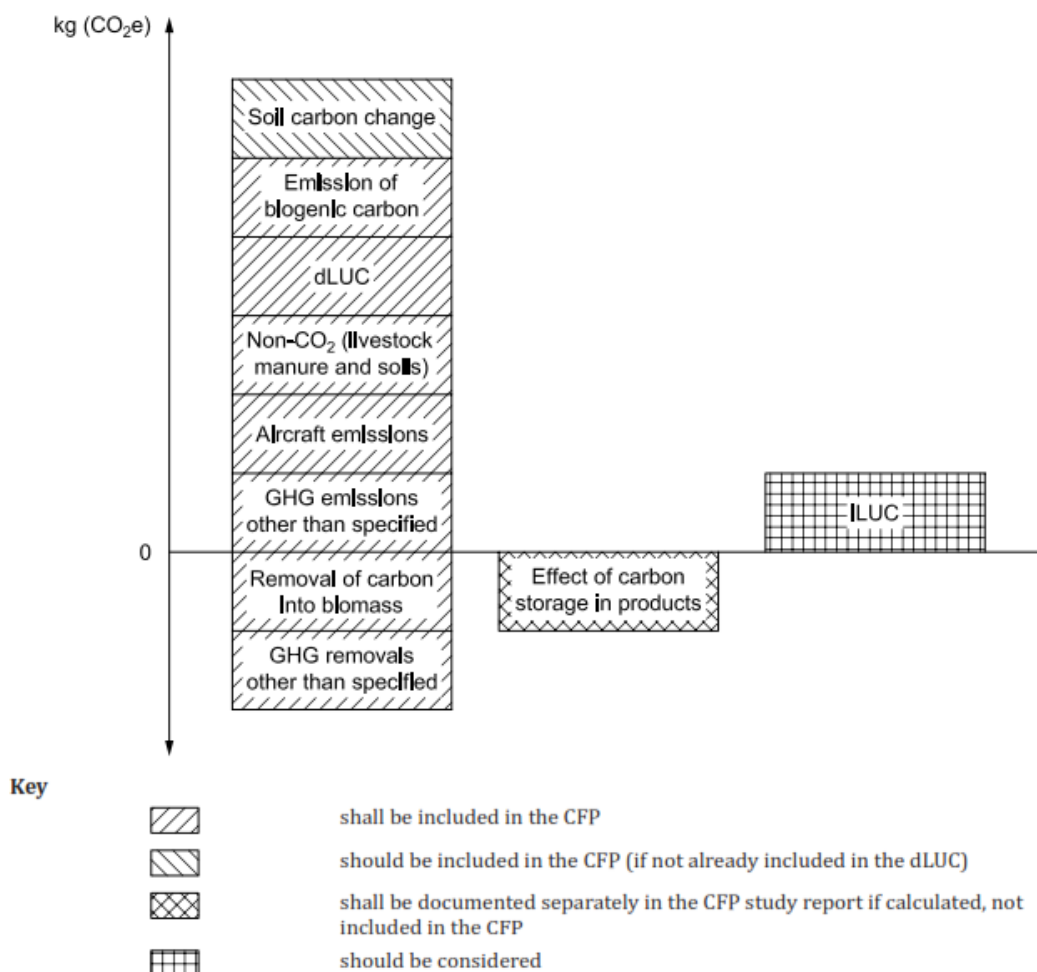 kg (CO₂e)
Soil carbon change
Emission of
biogenic carbon
dLUC
Non-CO₂ (livestock
manure and soils)
Aircraft emissions
GHG emissions
other than specified
iLUC
0
Removal of carbon
into biomass
Effect of carbon
storage in products
GHG removals
other than specified
Key
shall be included in the CFP
should be included in the CFP (if not already included in the dLUC)
shall be documented separately in the CFP study report if calculated, not
included in the CFP
should be considered